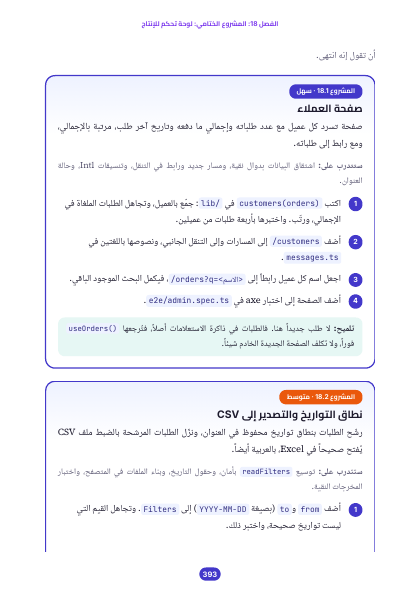 الفصل 18: المشروع الختامي: لوحة تحكم للإنتاج
أن تقول إنه انتهى.
المشروع 18.1 · سهل
صفحة العملاء
صفحة تسرد كل عميل مع عدد طلباته وإجمالي ما دفعه وتاريخ آخر طلب، مرتبة بالإجمالي،
ومع رابط إلى طلباته.
ستتدرب على: اشتقاق البيانات بدوال نقية، ومسار جديد ورابط في التنقل، وتنسيقات Intl، وحالة
العنوان.
1 اكتب customers(orders) في lib/ : جمّع بالعميل، وتجاهل الطلبات الملغاة في
الإجمالي، ورتّب. واختبرها بأربعة طلبات من عميلين.
2 أضف /customers إلى المسارات وإلى التنقل الجانبي، ونصوصها باللغتين في
messages.ts .
3 اجعل اسم كل عميل رابطاً إلى /orders?q=<الاسم> ، فيكمل البحث الموجود الباقي.
4 أضف الصفحة إلى اختبار axe في e2e/admin.spec.ts .
تلميح: لا طلب جديداً هنا. فالطلبات في ذاكرة الاستعلامات أصلاً، فتُرجعها useOrders()
فوراً، ولا تكلف الصفحة الجديدة الخادم شيئاً.
المشروع 18.2 · متوسط
نطاق التواريخ والتصدير إلى CSV
رشّح الطلبات بنطاق تواريخ محفوظ في العنوان، ونزّل الطلبات المرشحة بالضبط ملف CSV
يُفتح صحيحاً في Excel، بالعربية أيضاً.
ستتدرب على: توسيع readFilters بأمان، وحقول التاريخ، وبناء الملفات في المتصفح، واختبار
المخرجات النقية.
1 أضف from و to (بصيغة YYYY-MM-DD ) إلى Filters . وتجاهل القيم التي
ليست تواريخ صحيحة، واختبر ذلك.
393